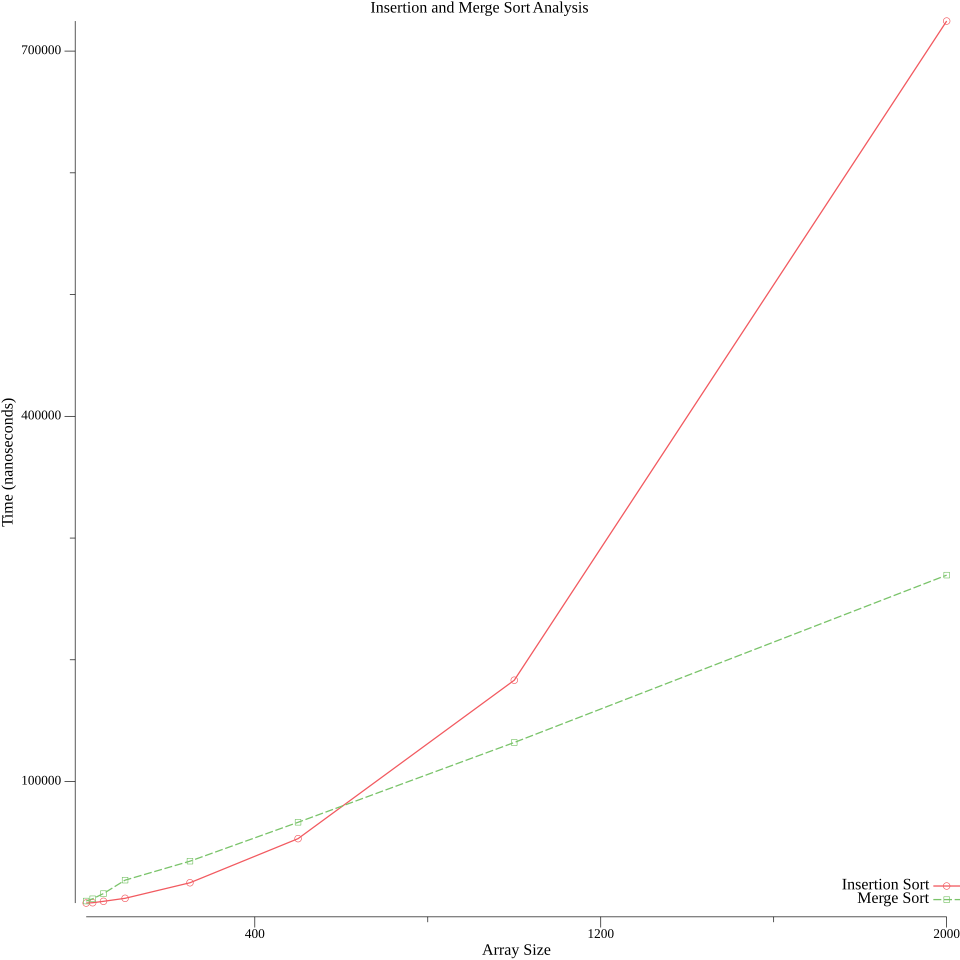 Insertion and Merge Sort Analysis
700000
400000
100000
Time (nanoseconds)
Insertion Sort
Merge Sort
400
1200
2000
Array Size